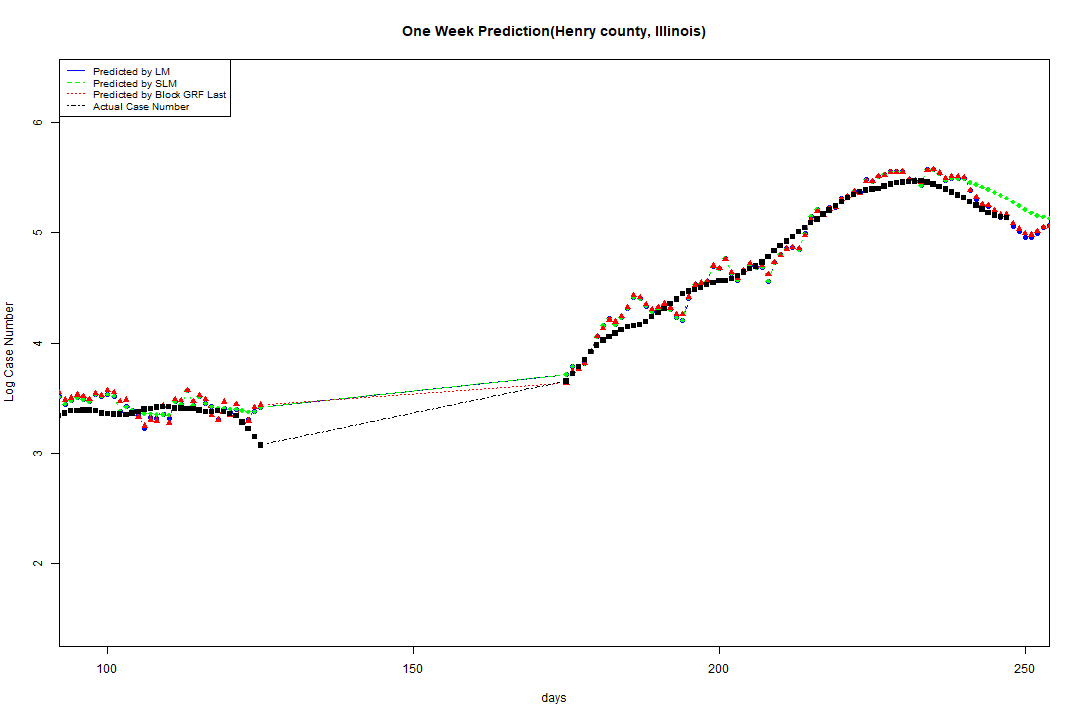 One Week Prediction(Henry county, Illinois)
Predicted by LM
Predicted by SLM
Predicted by Block GRF Last
Actual Case Number
6
5
4
3
2
Log Case Number
100 150 200 250
days